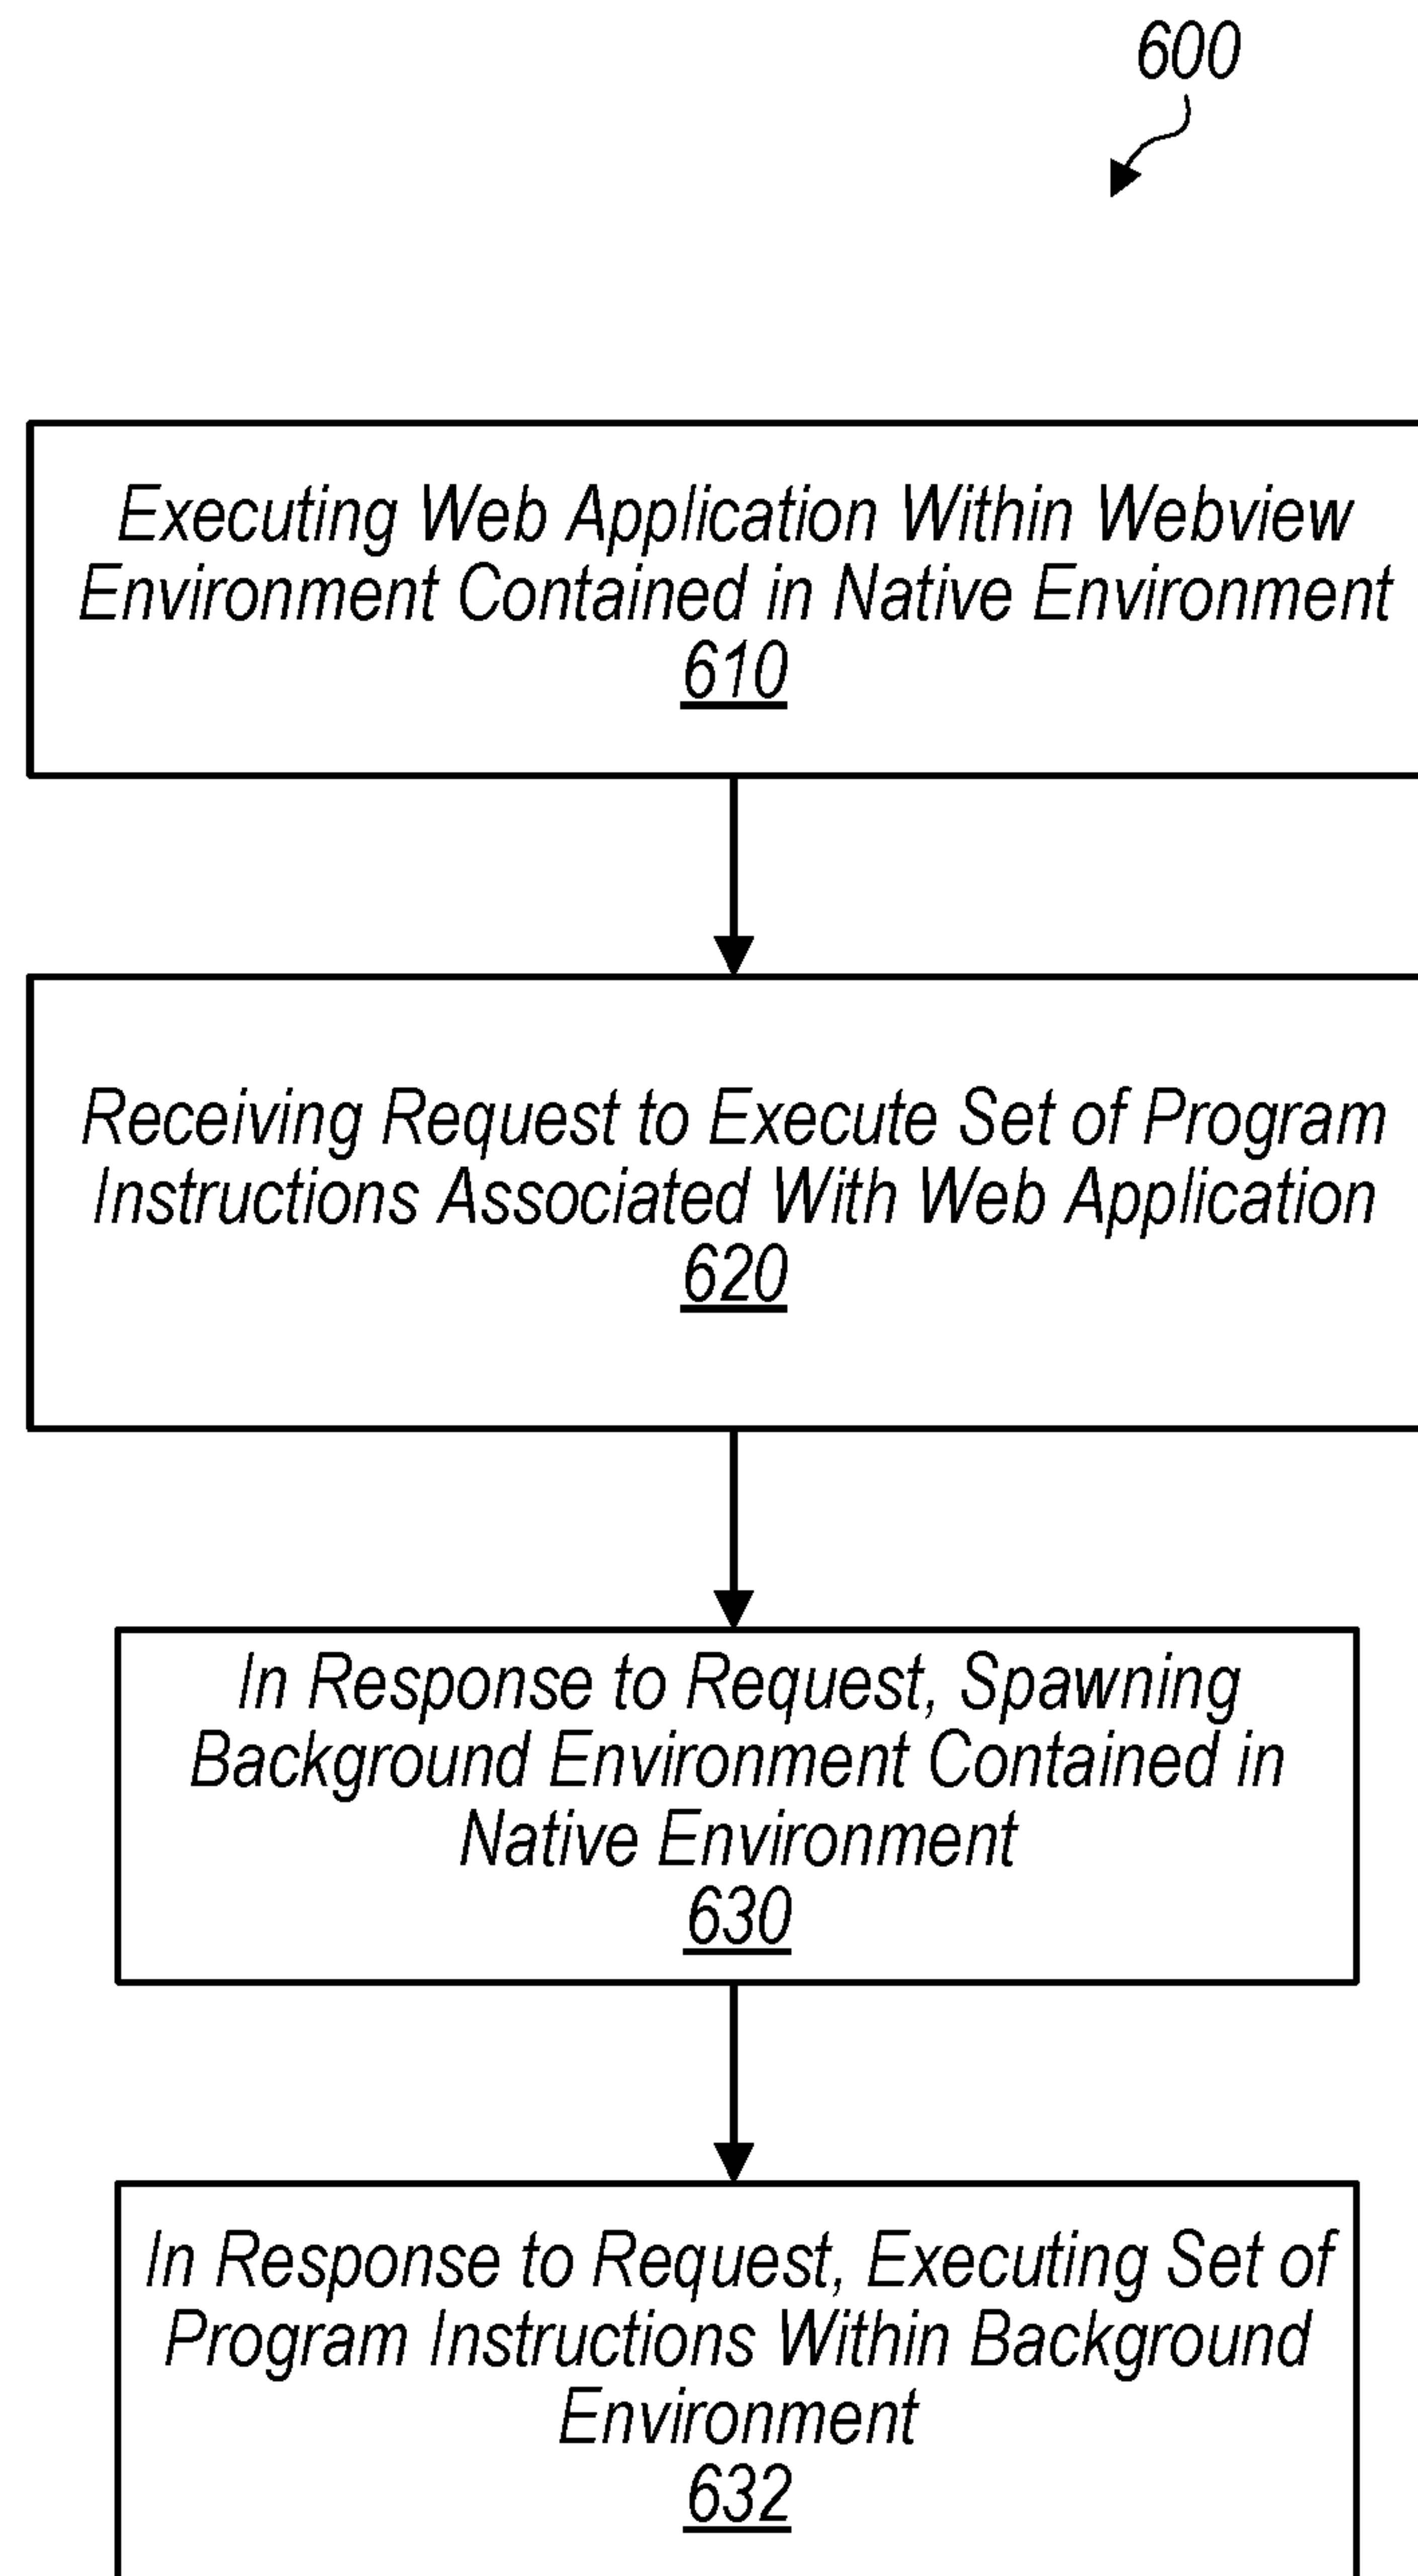 600
Executing Web Application Within Webview
Environment Contained in Native Environment
610
Receiving Request to Execute Set of Program
Instructions Associated With Web Application
620
In Response to Request, Spawning
Background Environment Contained in
Native Environment
630
In Response to Request, Executing Set of
Program Instructions Within Background
Environment
632